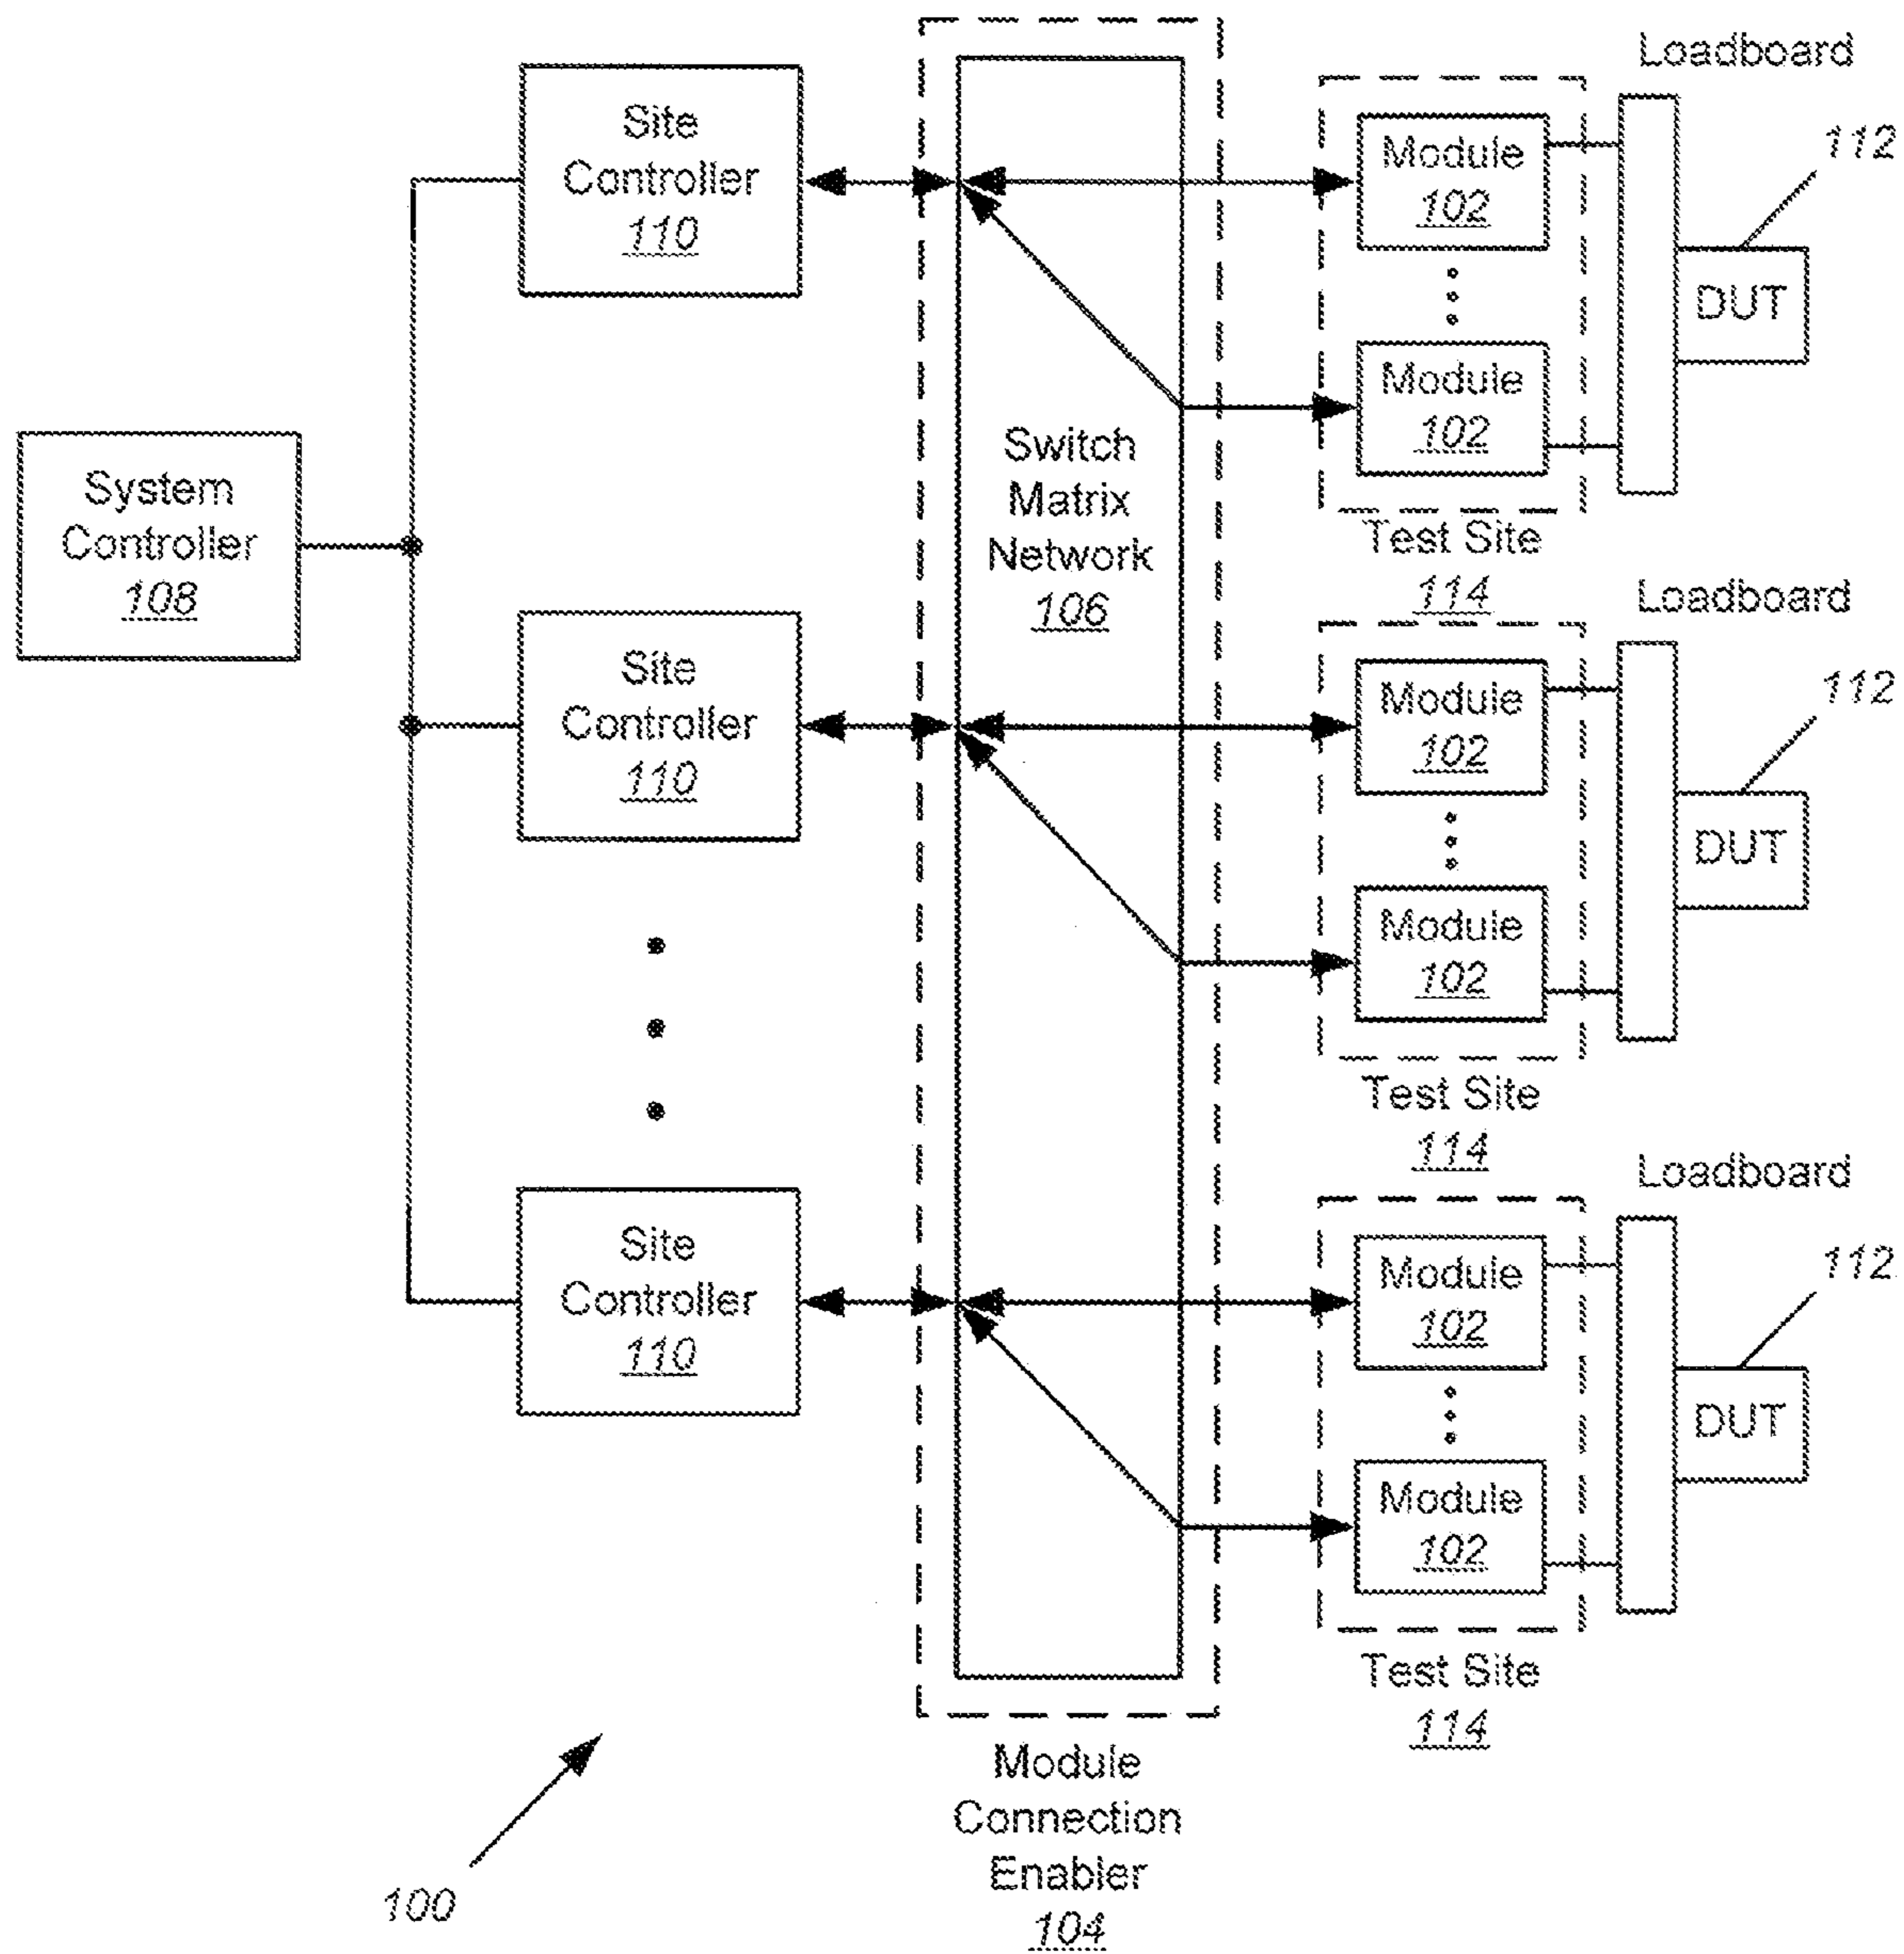 Loadboard
Site
Controller
110
Module
102
112
DUT
Module
102
Switch
Matrix
Network
106
System
Controller
108
Test Site
114
Loadboard
Site
Controller
110
Module
102
112
DUT
Module
102
Test Site
114
Loadboard
Site
Controller
110
Module
102
112
DUT
Module
102
Test Site
114
Module
Connection
Enabler
104
100